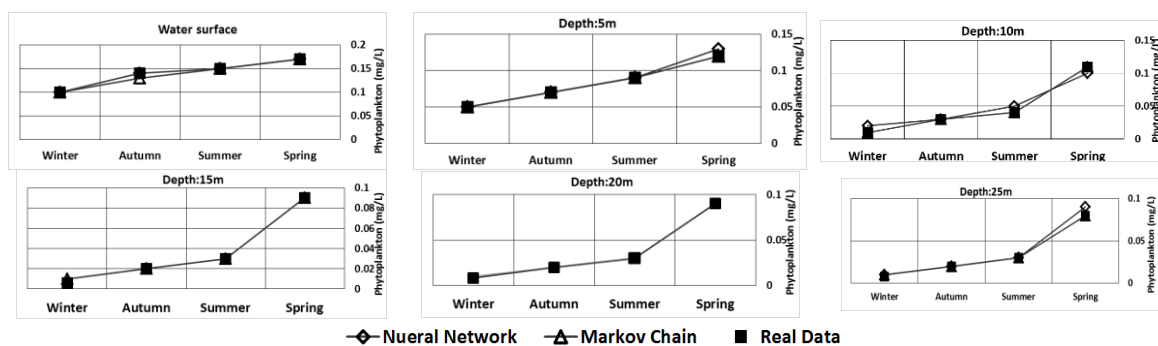 Water surface
0.2
0.15
0.1
0.05
0
Phytoplankton (mg/L)
Winter Autumn Summer Spring
Depth:5m
0.15
0.1
0.05
0
Phytoplankton (mg/L)
Winter Autumn Summer Spring
Depth:10m
0.15
0.1
0.05
0
Phytoplankton (mg/L)
Winter Autumn Summer Spring
Depth:15m
0.1
0.08
0.06
0.04
0.02
0
Phytoplankton (mg/L)
Winter Autumn Summer Spring
Depth:20m
0.1
0.05
0
Phytoplankton (mg/L)
Winter Autumn Summer Spring
Depth:25m
0.1
0.05
0
Phytoplankton (mg/L)
Winter Autumn Summer Spring
Nueral Network Markov Chain Real Data